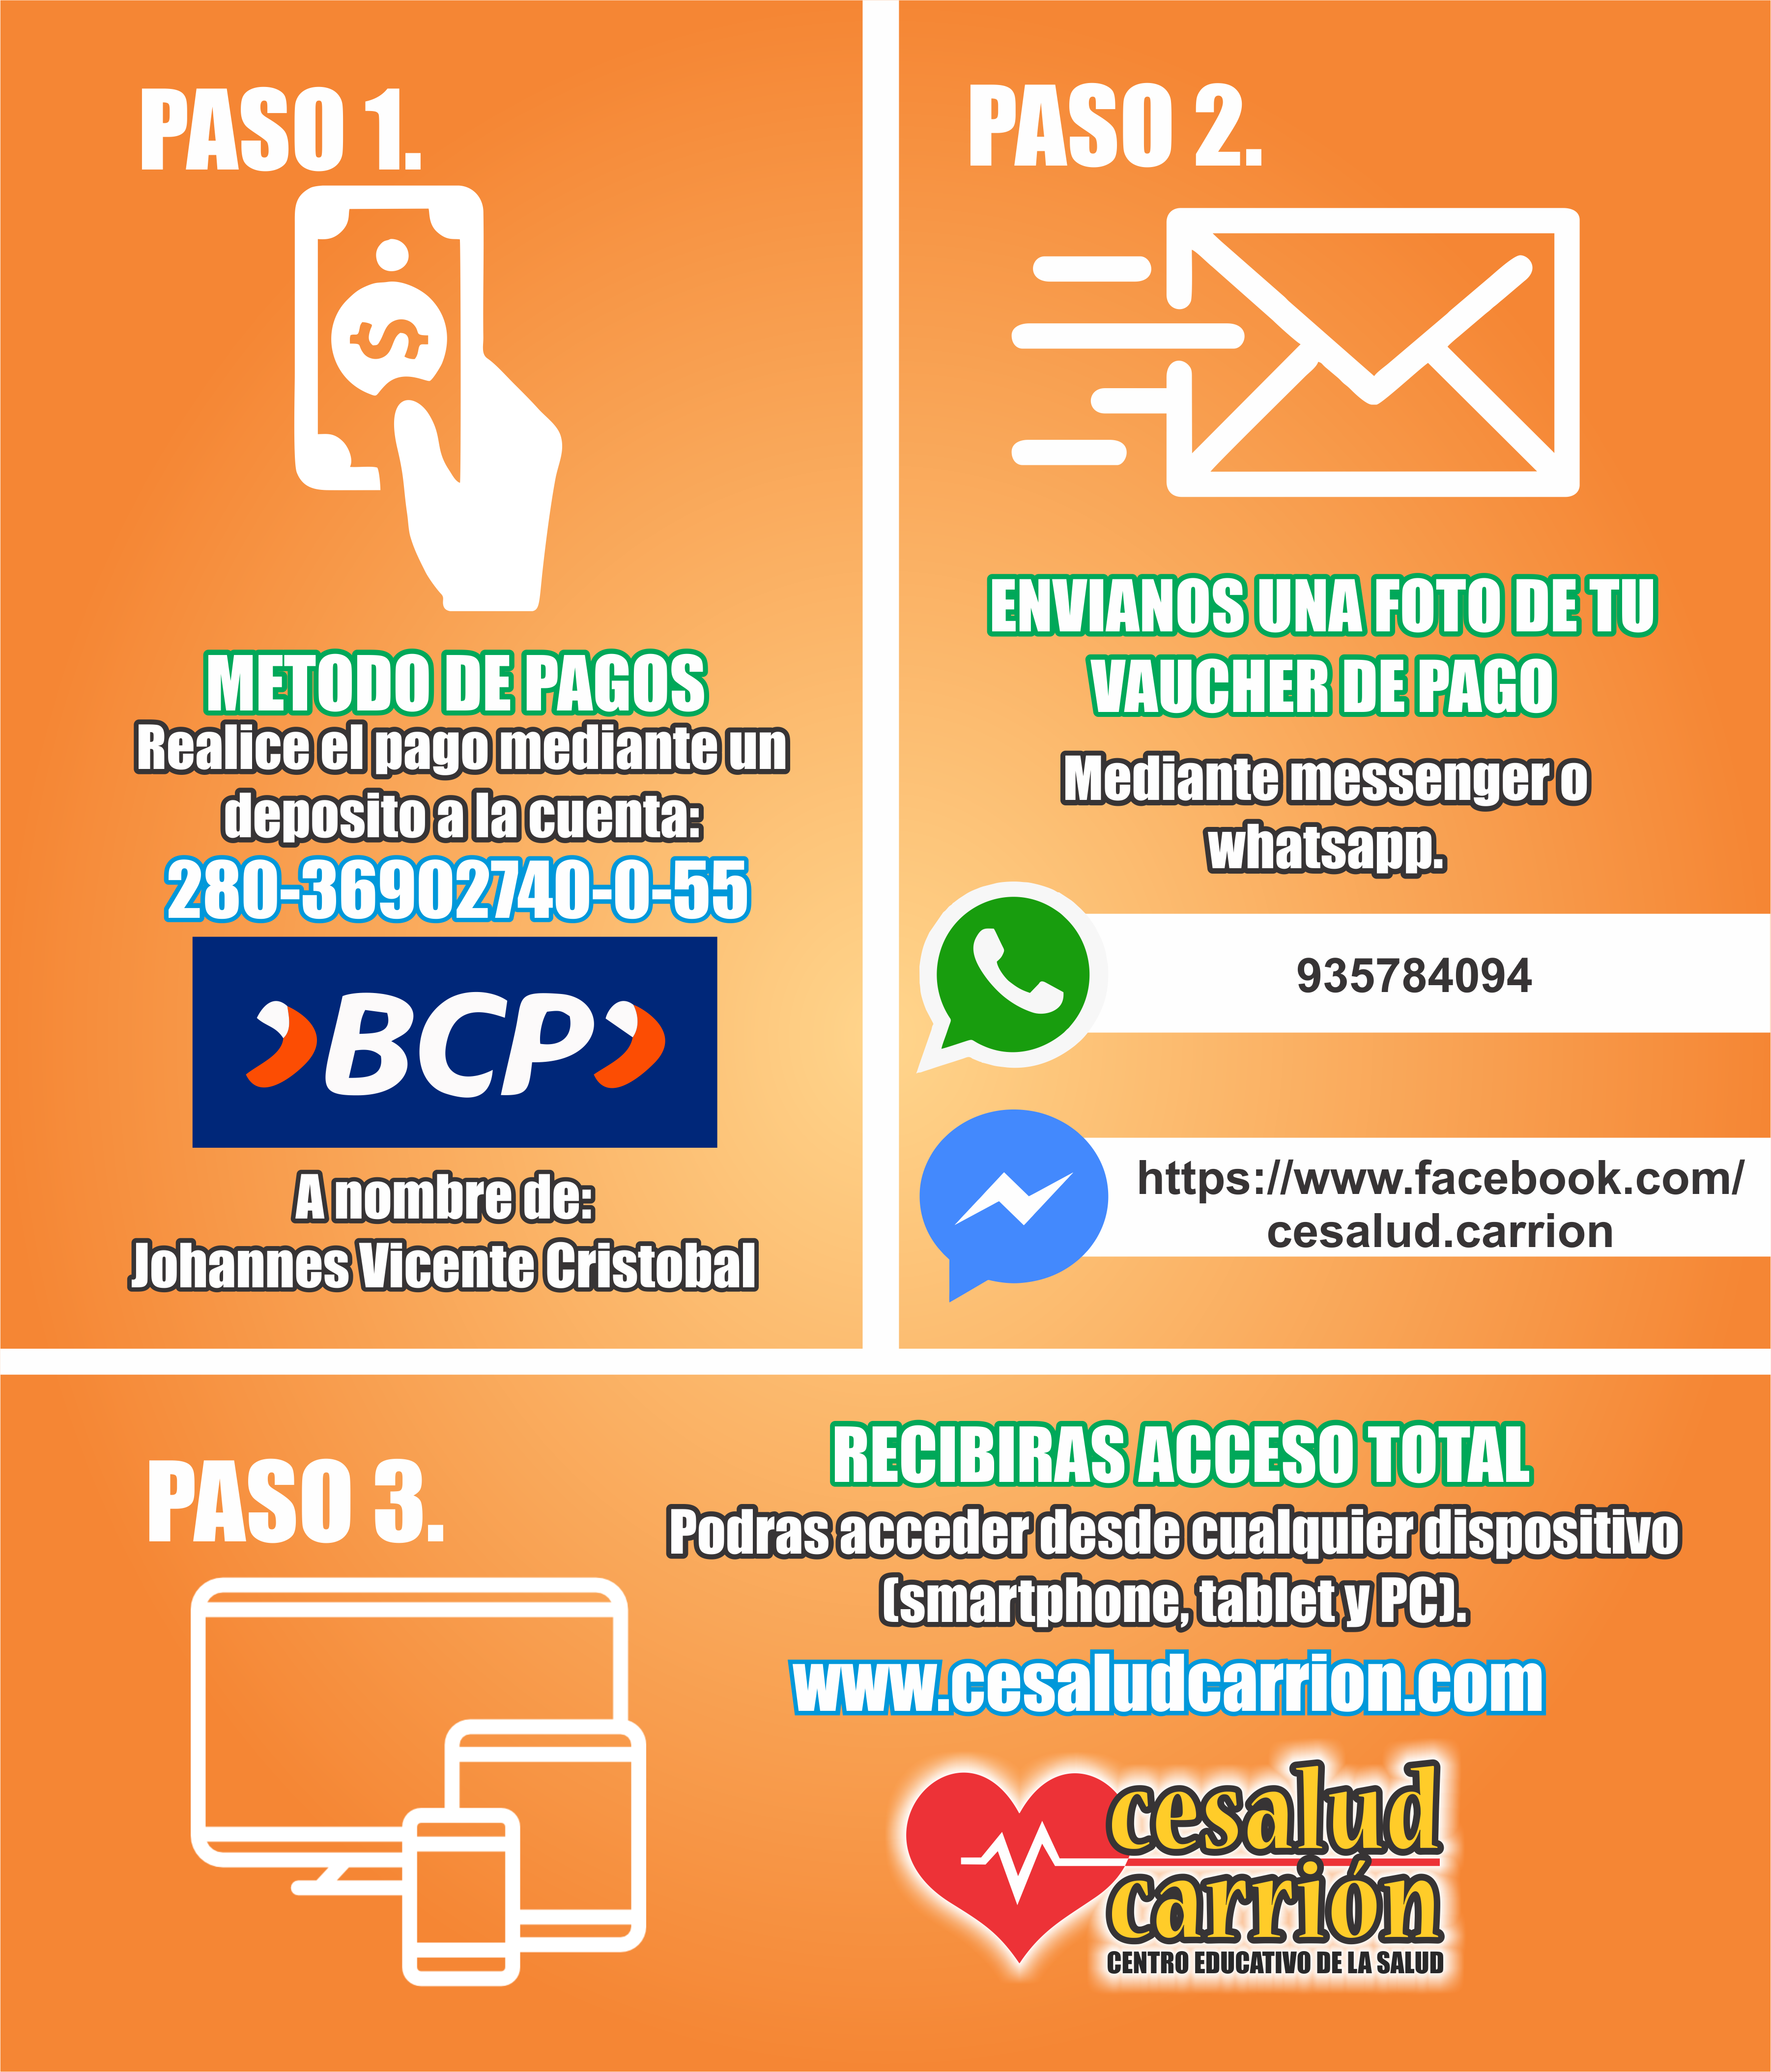 PASO 1.
METODO DE PAGOS
Realice el pago mediante un
deposito a la cuenta:
280-36902740-0-55
BCP
A nombre de:
Johannes Vicente Cristobal
PASO 2.
ENVIANOS UNA FOTO DE TU
VAUCHER DE PAGO
Mediante messenger o
whatsapp.
935784094
https://www.facebook.com/
cesalud.carrion
PASO 3.
RECIBIRAS ACCESO TOTAL
Podras acceder desde cualquier dispositivo
(smartphone, tablet y PC).
www.cesaludcarrion.com
cesalud
carrión
CENTRO EDUCATIVO DE LA SALUD